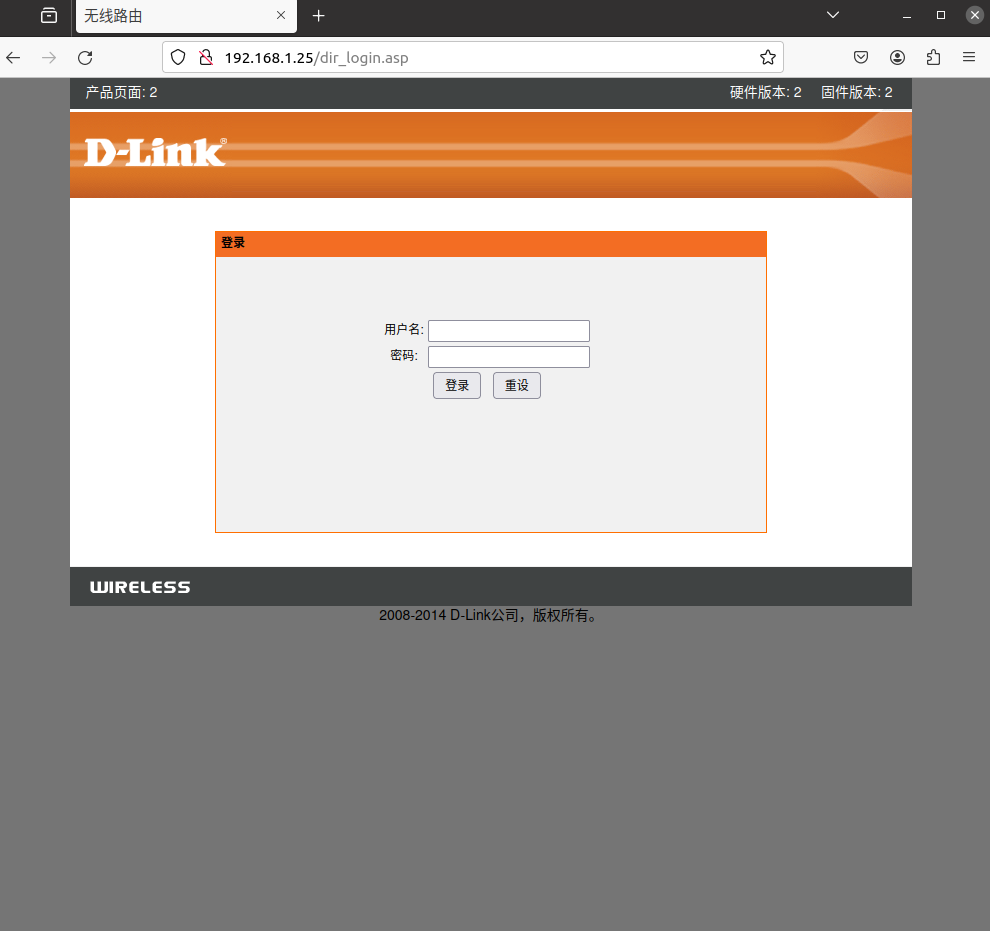 无线路由
192.168.1.25/dir_login.asp
产品页面: 2 硬件版本: 2 固件版本: 2
D-Link®
登录
用户名:
密码:
登录 重设
WIRELESS
2008-2014 D-Link公司，版权所有。